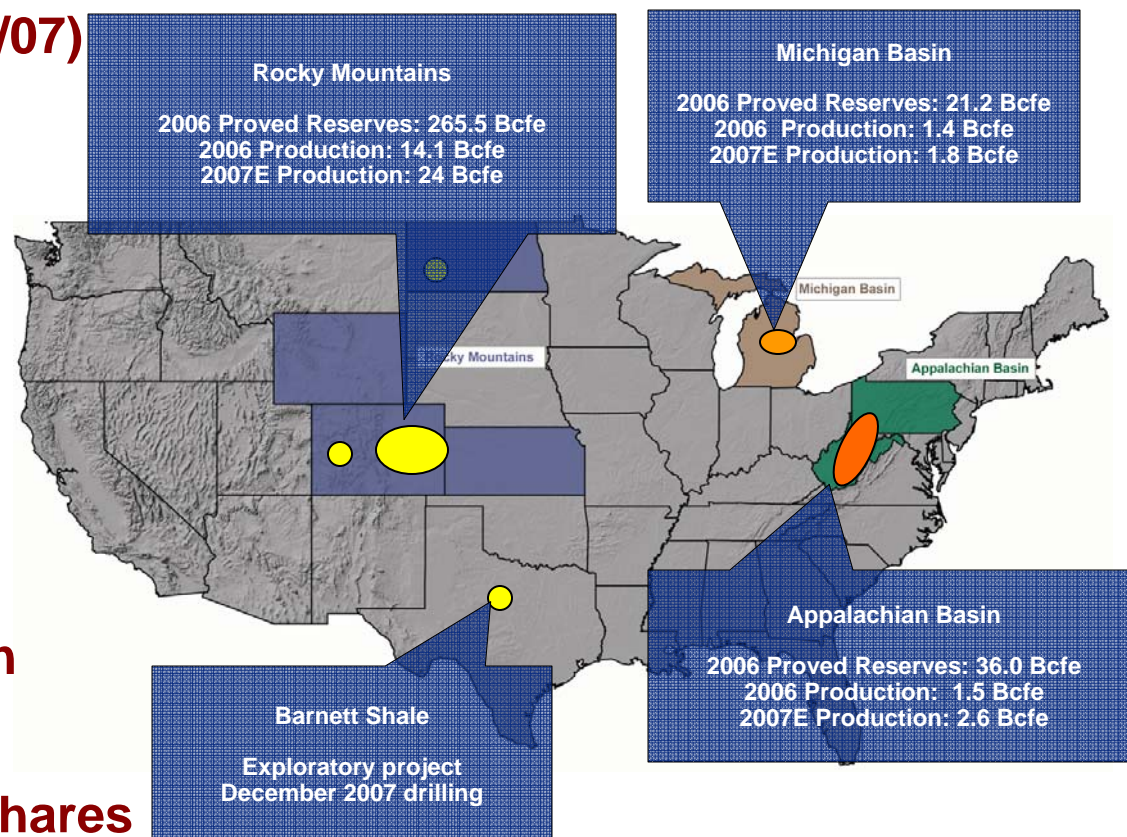 /07)
Rocky Mountains
2006 Proved Reserves: 265.5 Bcfe
2006 Production: 14.1 Bcfe
2007E Production: 24 Bcfe
Michigan Basin
2006 Proved Reserves: 21.2 Bcfe
2006 Production: 1.4 Bcfe
2007E Production: 1.8 Bcfe
Michigan Basin
cky Mountains
Appalachian Basin
Appalachian Basin
2006 Proved Reserves: 36.0 Bcfe
2006 Production: 1.5 Bcfe
2007E Production: 2.6 Bcfe
n
Barnett Shale
Exploratory project
December 2007 drilling
hares